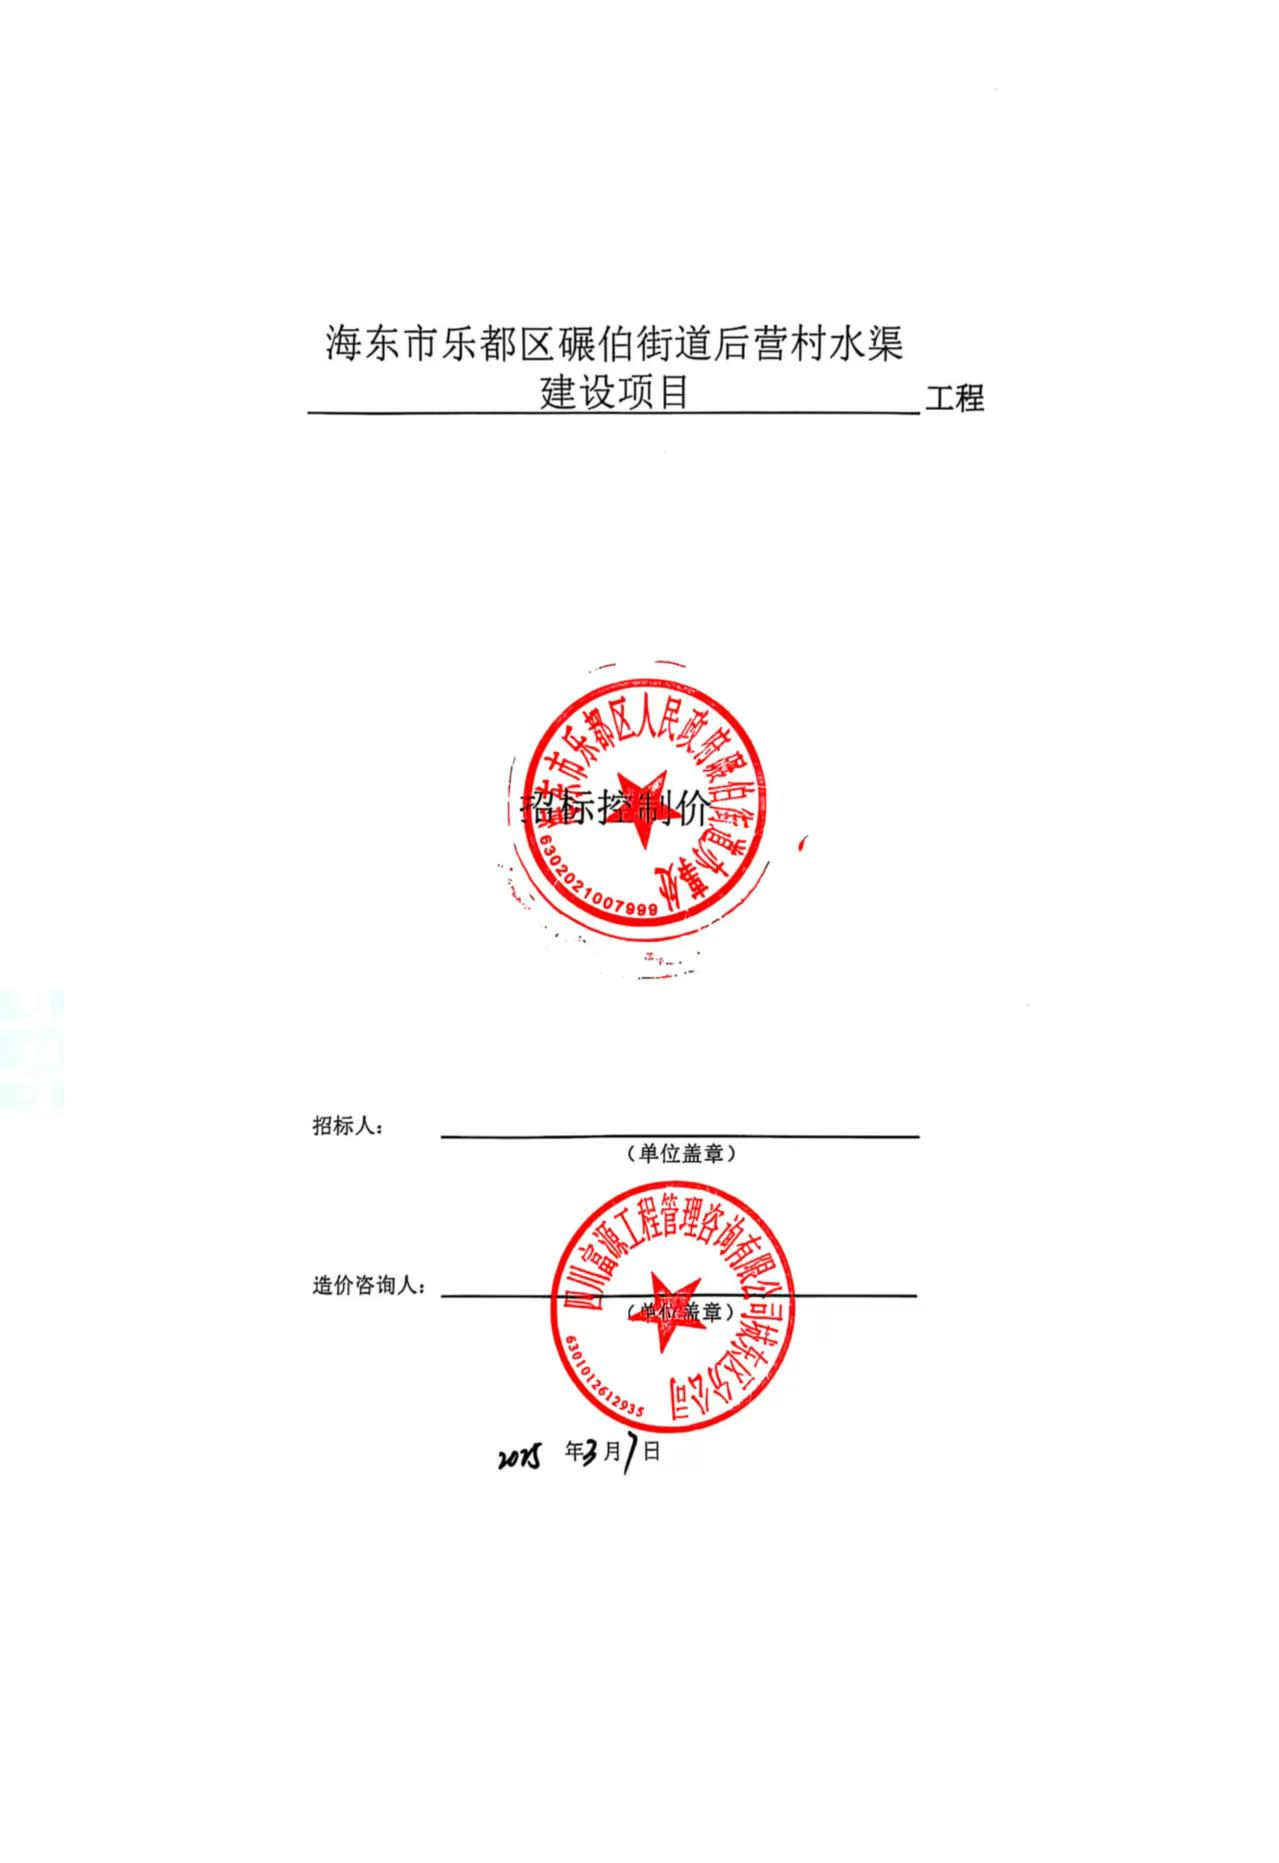 海东市乐都区碾伯街道后营村水渠
建设项目 工程
海东市乐都区人民政府碾伯街道办事处
招标控制价
6302021007999
招标人：
（单位盖章）
四川富源工程管理咨询有限公司城东区分公司
造价咨询人：
（单位盖章）
6301012612935
2025 年3月7日